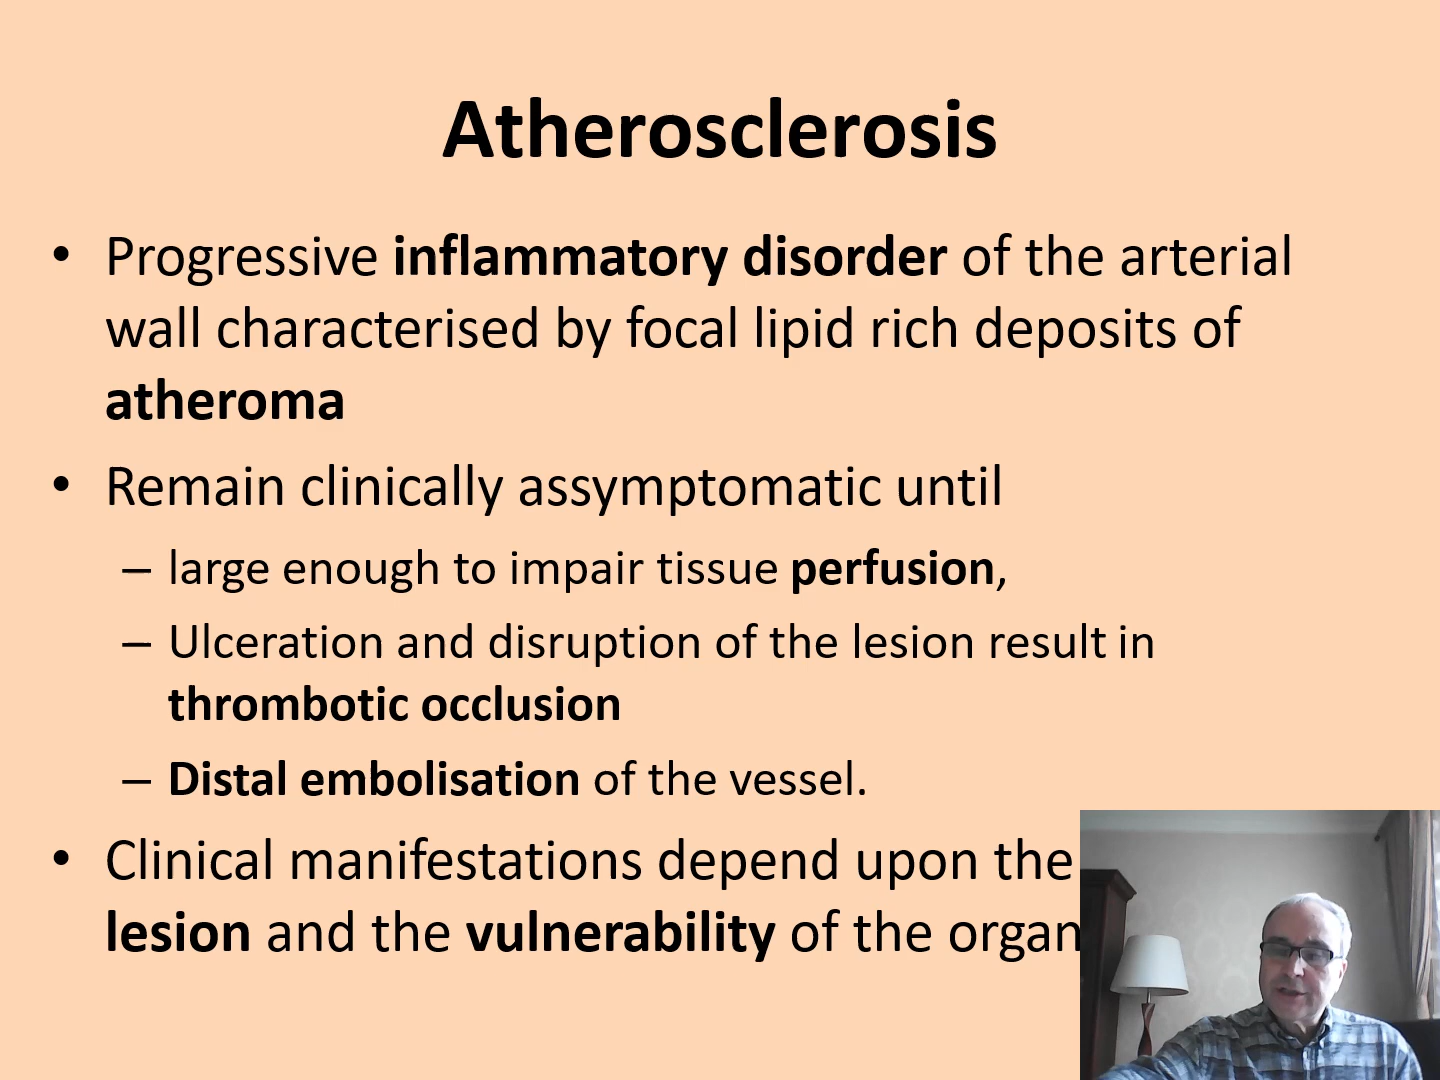 Atherosclerosis
• Progressive inflammatory disorder of the arterial
wall characterised by focal lipid rich deposits of
atheroma
• Remain clinically assymptomatic until
– large enough to impair tissue perfusion,
– Ulceration and disruption of the lesion result in
thrombotic occlusion
– Distal embolisation of the vessel.
• Clinical manifestations depend upon the
lesion and the vulnerability of the organ